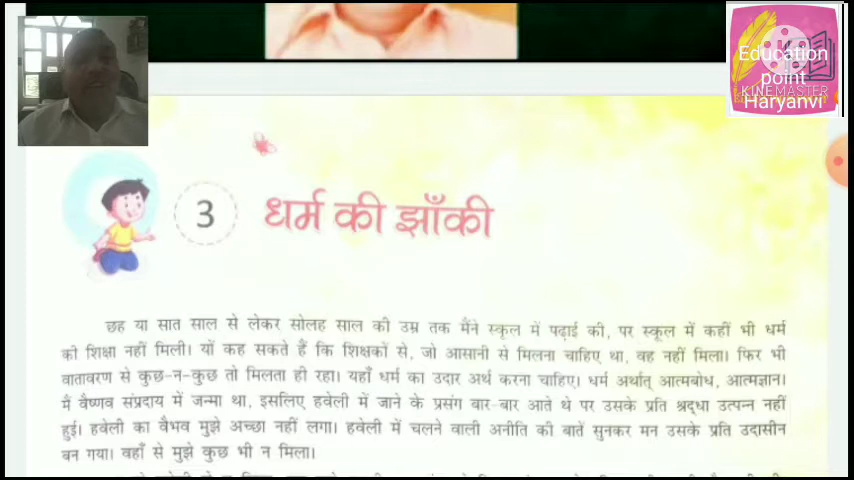 Education
point
KINEMASTER
Haryanvi
3
धर्म की झाँकी
छह या सात साल से लेकर सोलह साल की उम्र तक मैंने स्कूल में पढ़ाई की, पर स्कूल में कहीं भी धर्म
की शिक्षा नहीं मिली। यों कह सकते हैं कि शिक्षकों से, जो आसानी से मिलना चाहिए था, वह नहीं मिला। फिर भी
वातावरण से कुछ-न-कुछ तो मिलता ही रहा। यहाँ धर्म का उदार अर्थ करना चाहिए। धर्म अर्थात् आत्मबोध, आत्मज्ञान।
मैं वैष्णव संप्रदाय में जन्मा था, इसलिए हवेली में जाने के प्रसंग बार-बार आते थे पर उसके प्रति श्रद्धा उत्पन्न नहीं
हुई। हवेली का वैभव मुझे अच्छा नहीं लगा। हवेली में चलने वाली अनीति की बातें सुनकर मन उसके प्रति उदासीन
बन गया। वहाँ से मुझे कुछ भी न मिला।